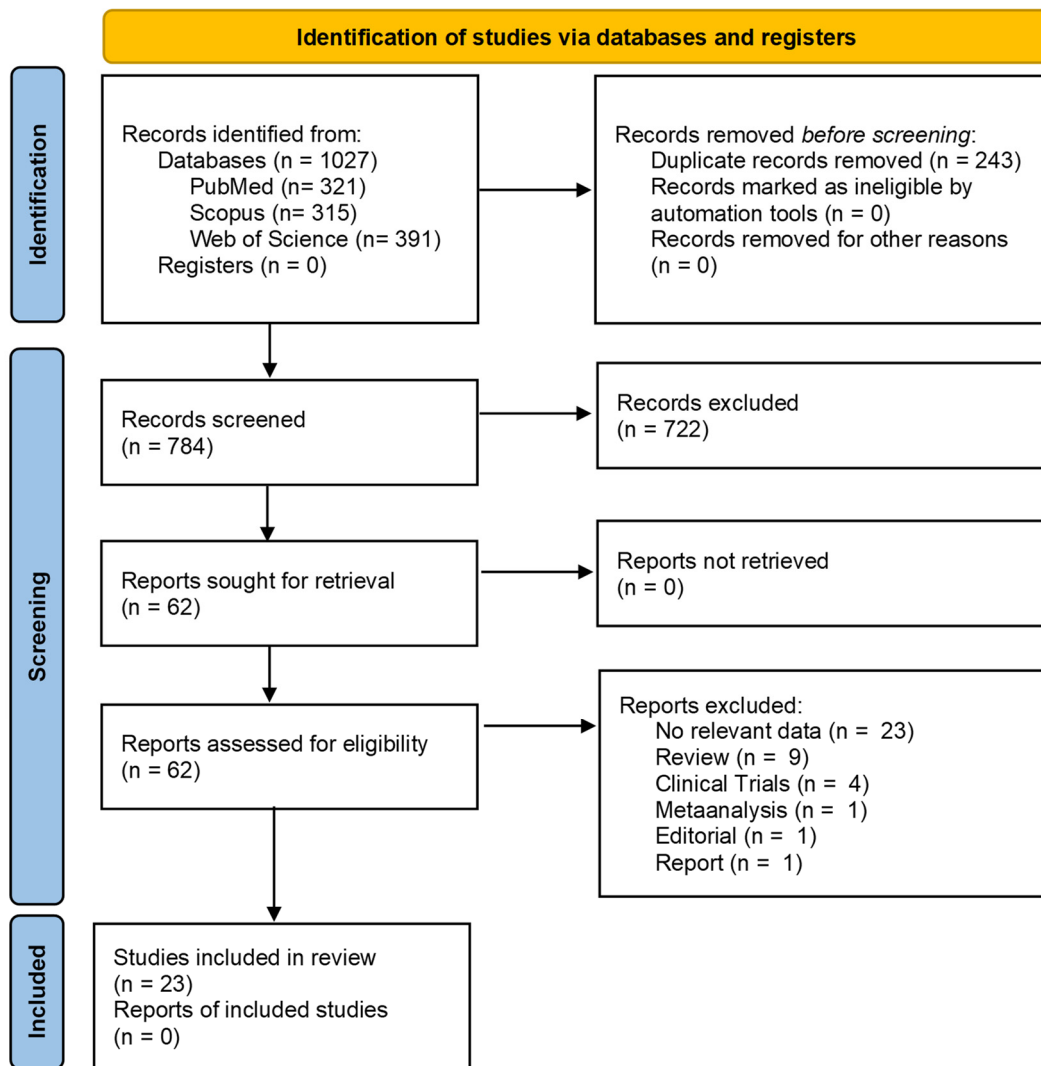 Identification of studies via databases and registers
Identification
Records identified from:
Databases (n = 1027)
PubMed (n= 321)
Scopus (n= 315)
Web of Science (n= 391)
Registers (n = 0)
Records removed before screening:
Duplicate records removed (n = 243)
Records marked as ineligible by
automation tools (n = 0)
Records removed for other reasons
(n = 0)
Screening
Records screened
(n = 784)
Records excluded
(n = 722)
Reports sought for retrieval
(n = 62)
Reports not retrieved
(n = 0)
Reports assessed for eligibility
(n = 62)
Reports excluded:
No relevant data (n = 23)
Review (n = 9)
Clinical Trials (n = 4)
Metaanalysis (n = 1)
Editorial (n = 1)
Report (n = 1)
Included
Studies included in review
(n = 23)
Reports of included studies
(n = 0)